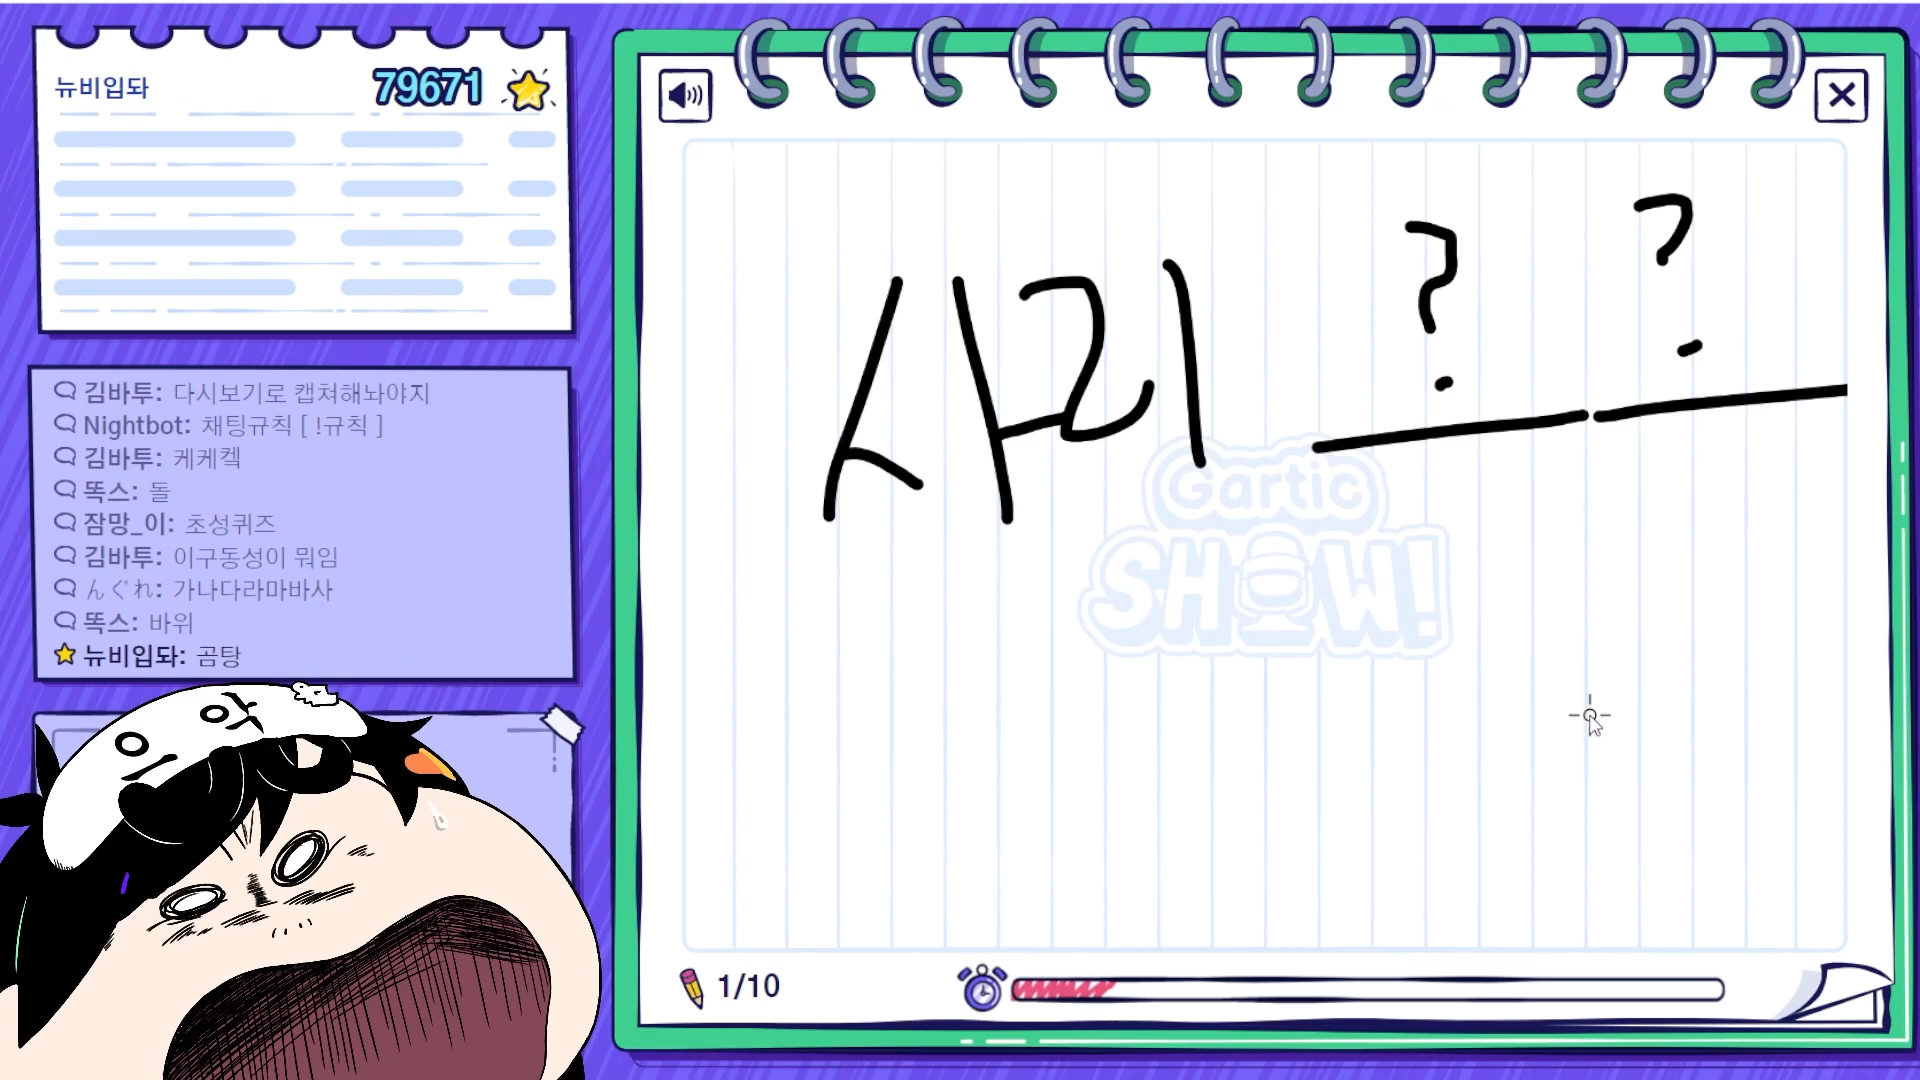 뉴비입돠 79671
김바투: 다시보기로 캡쳐해놔야지
Nightbot: 채팅규칙 [ !규칙 ]
김바투: 케케켘
똑스: 돌
잠망_이: 초성퀴즈
김바투: 이구동성이 뭐임
んぐれ: 가나다라마바사
똑스: 바위
뉴비입돠: 곰탕
사리 ? ?
Gartic
SHOW!
1/10